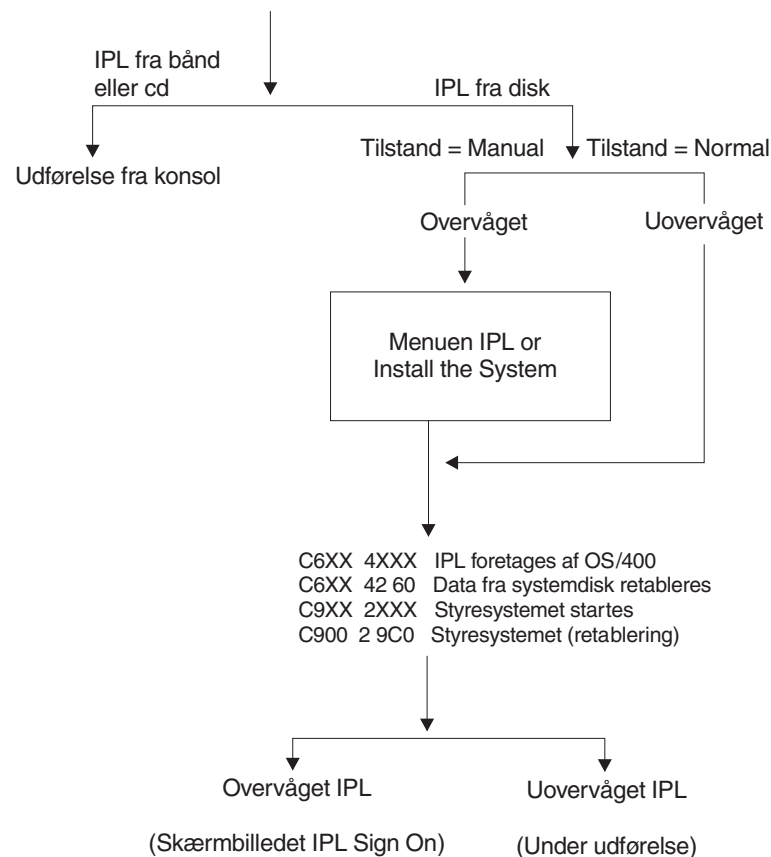 IPL fra bånd
eller cd
IPL fra disk
Udførelse fra konsol
Tilstand = Manual
Tilstand = Normal
Overvåget
Uovervåget
Menuen IPL or
Install the System
C6XX 4XXX IPL foretages af OS/400
C6XX 42 60 Data fra systemdisk retableres
C9XX 2XXX Styresystemet startes
C900 2 9C0 Styresystemet (retablering)
Overvåget IPL
Uovervåget IPL
(Skærmbilledet IPL Sign On)
(Under udførelse)